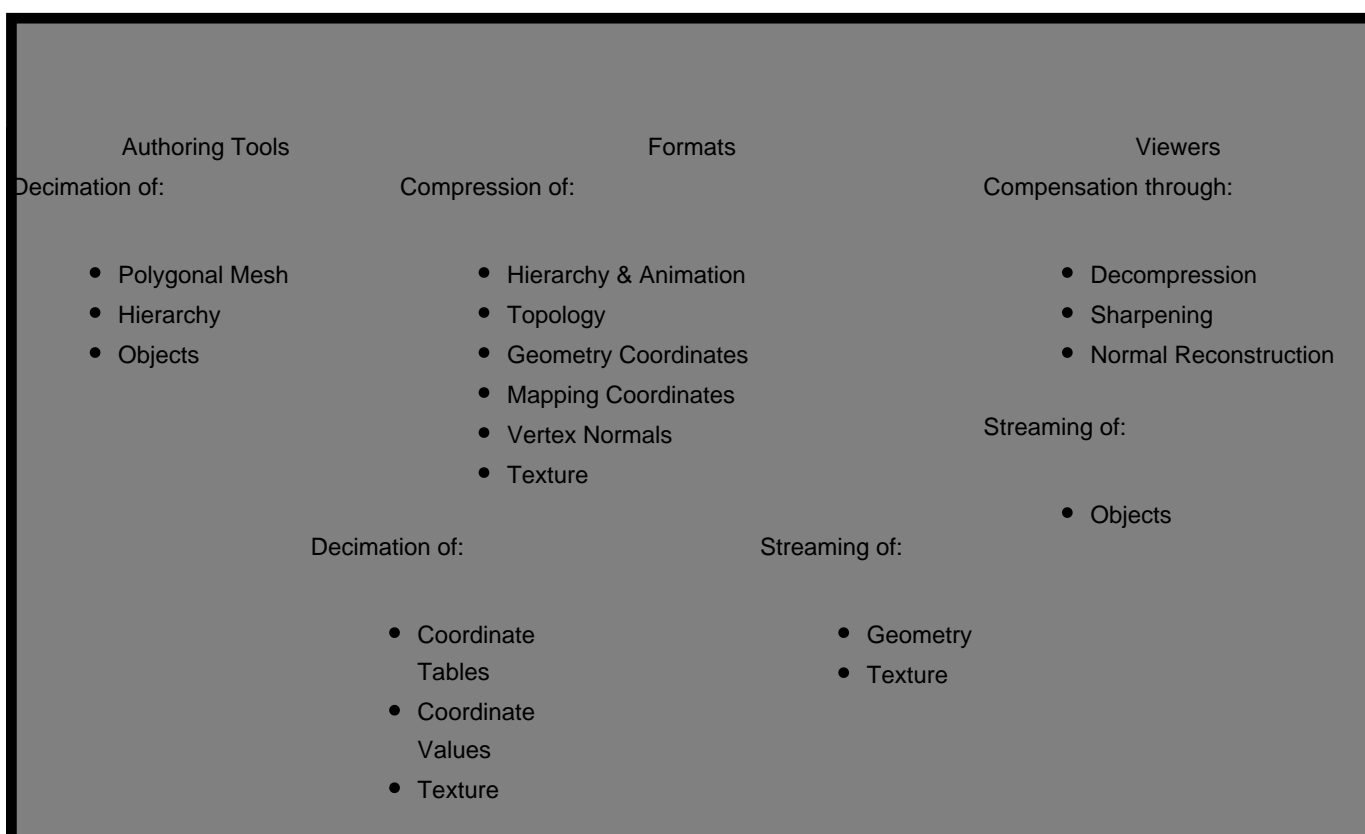 Authoring Tools
Formats
Viewers
Decimation of:
Compression of:
Compensation through:
• Polygonal Mesh
• Hierarchy
• Objects
• Hierarchy & Animation
• Topology
• Geometry Coordinates
• Mapping Coordinates
• Vertex Normals
• Texture
• Decompression
• Sharpening
• Normal Reconstruction
Streaming of:
• Objects
Decimation of:
• Coordinate
Tables
• Coordinate
Values
• Texture
Streaming of:
• Geometry
• Texture